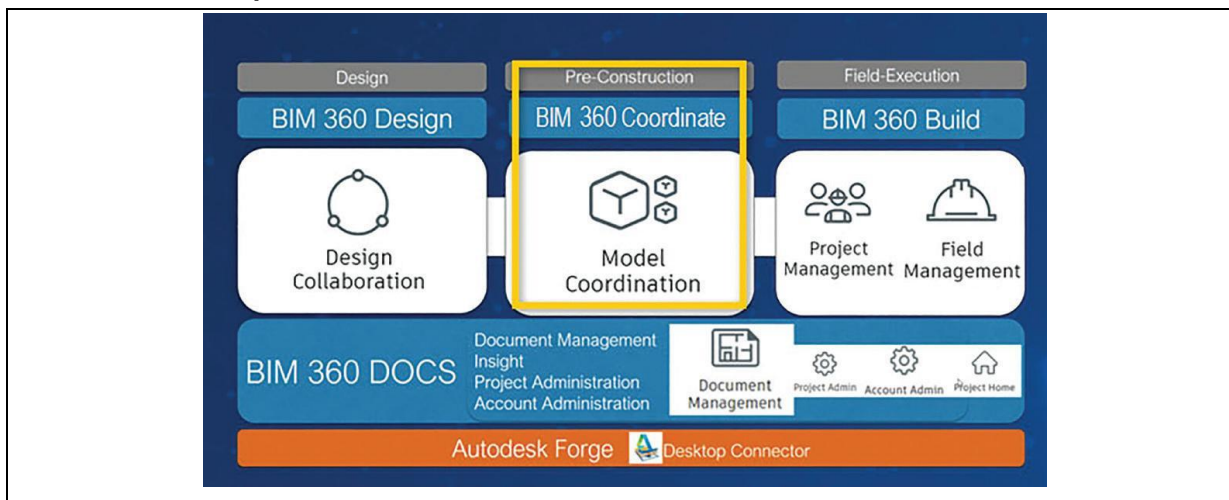 Design
Pre-Construction
Field-Execution
BIM 360 Design
BIM 360 Coordinate
BIM 360 Build
Design
Collaboration
Model
Coordination
Project
Management
Field
Management
BIM 360 DOCS
Document Management
Insight
Project Administration
Account Administration
Document
Management
Project Admin
Account Admin
Project Home
Autodesk Forge
Desktop Connector